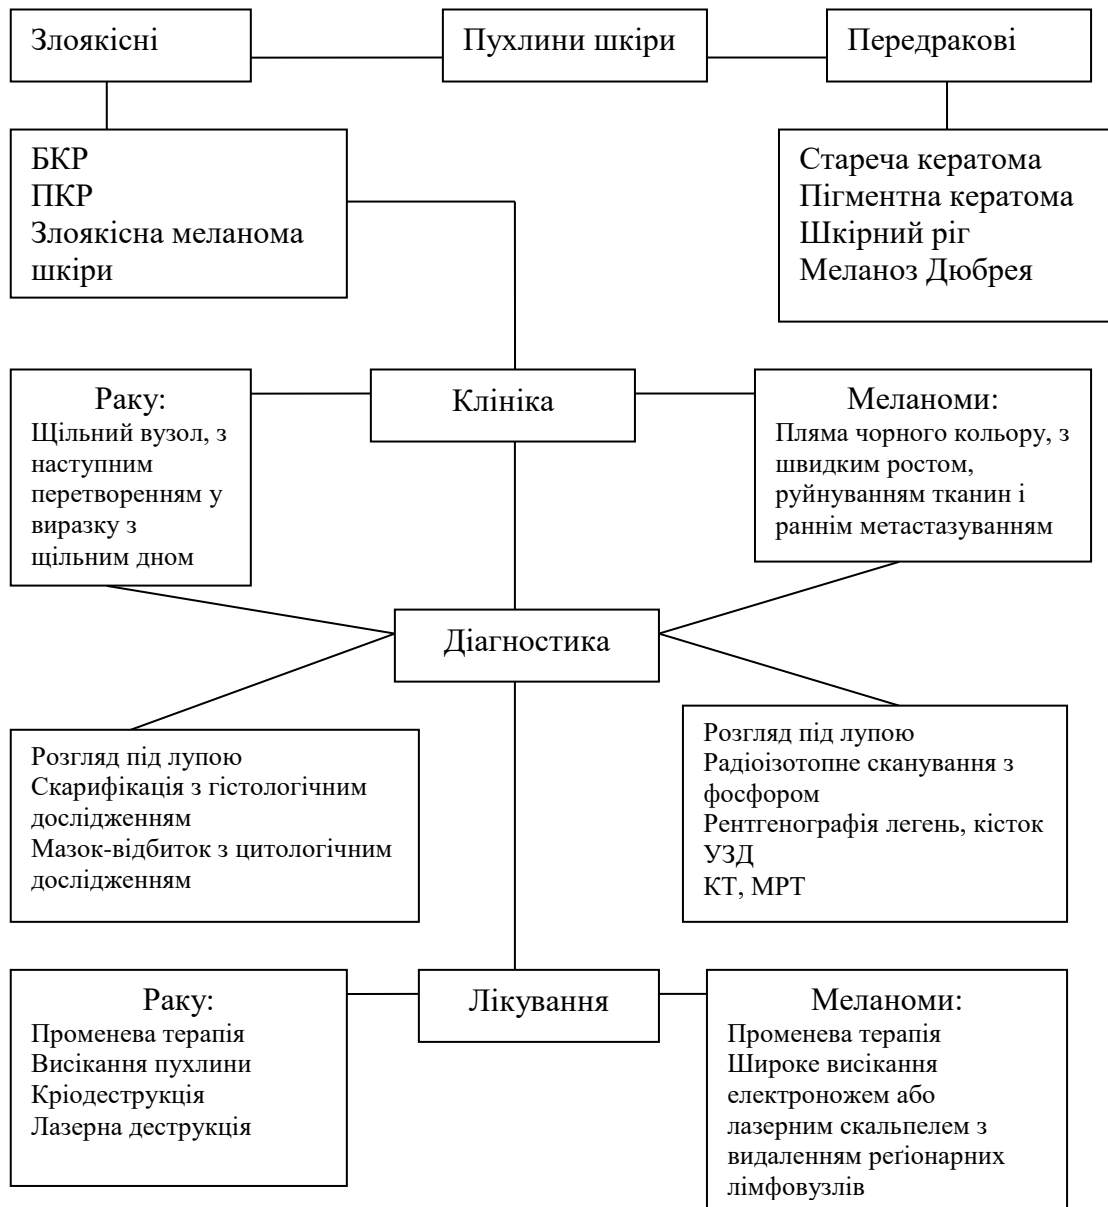 Злоякісні
Пухлини шкіри
Передракові
БКР
ПКР
Злоякісна меланома
шкіри
Стареча кератома
Пігментна кератома
Шкірний ріг
Меланоз Дюбрея
Раку:
Щільний вузол, з
наступним
перетворенням у
виразку з
щільним дном
Клініка
Меланоми:
Пляма чорного кольору, з
швидким ростом,
руйнуванням тканин і
раннім метастазуванням
Діагностика
Розгляд під лупою
Скарифікація з гістологічним
дослідженням
Мазок-відбиток з цитологічним
дослідженням
Розгляд під лупою
Радіоізотопне сканування з
фосфором
Рентгенографія легень, кісток
УЗД
КТ, МРТ
Раку:
Променева терапія
Висікання пухлини
Кріодеструкція
Лазерна деструкція
Лікування
Меланоми:
Променева терапія
Широке висікання
електроножем або
лазерним скальпелем з
видаленням реґіонарних
лімфовузлів